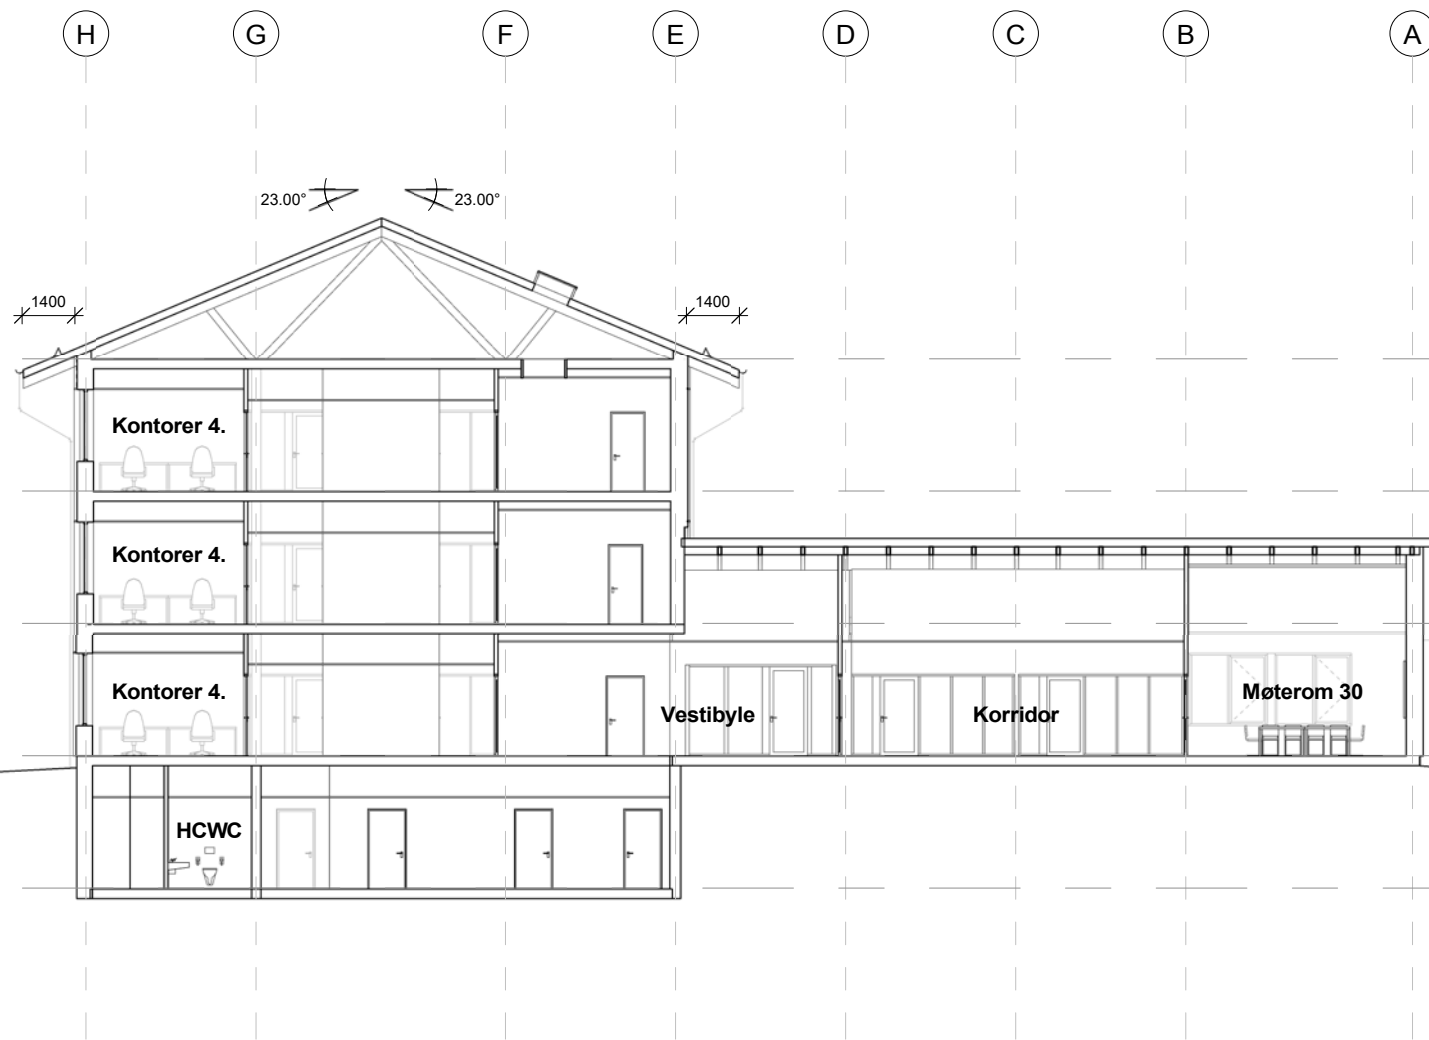 H G F E D C B A
23.00° 23.00°
1400 1400
Kontorer 4.
Kontorer 4.
Kontorer 4.
Vestibyle Korridor Møterom 30
HCWC